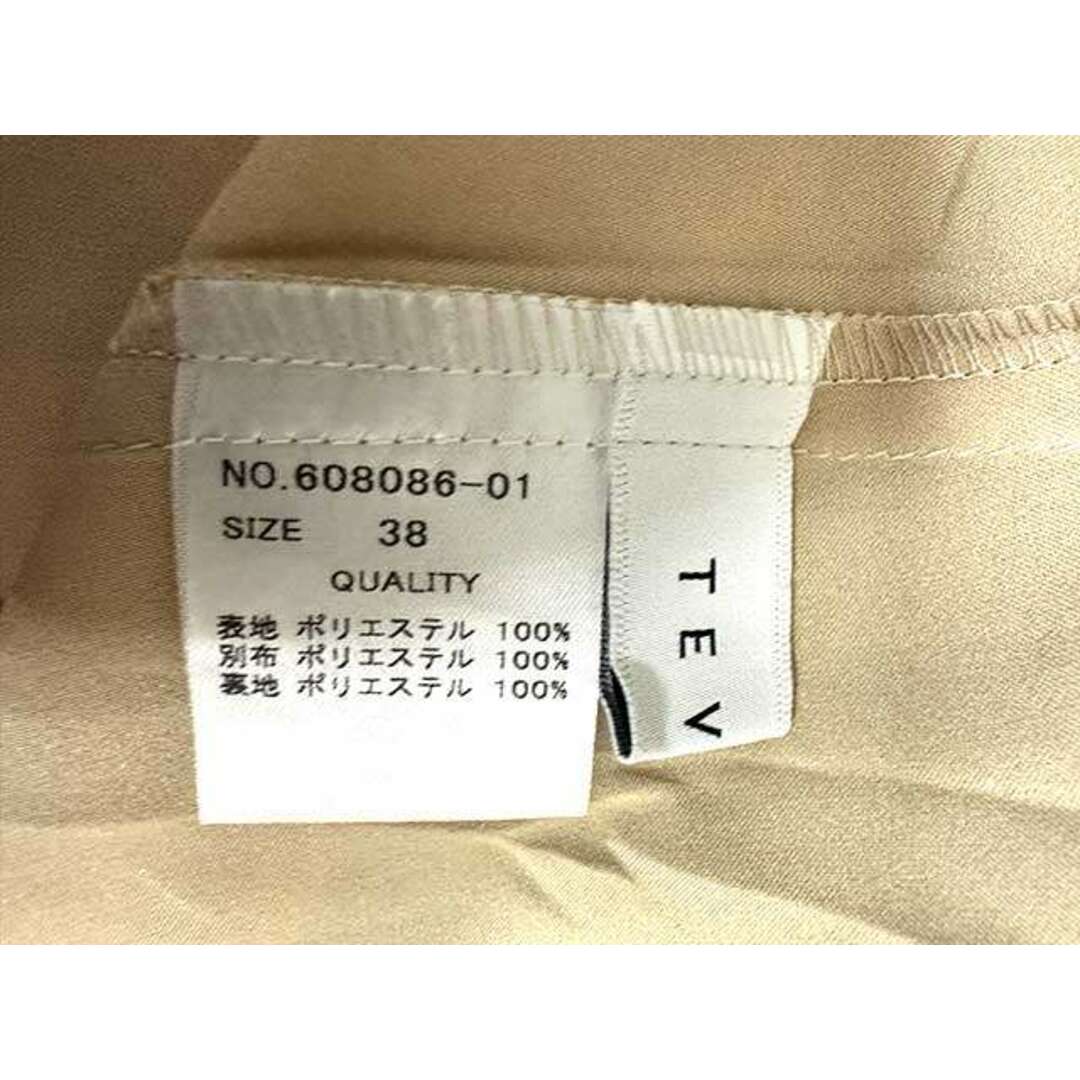 NO.608086-01
SIZE 38
QUALITY
表地 ポリエステル 100%
別布 ポリエステル 100%
裏地 ポリエステル 100%
TEV